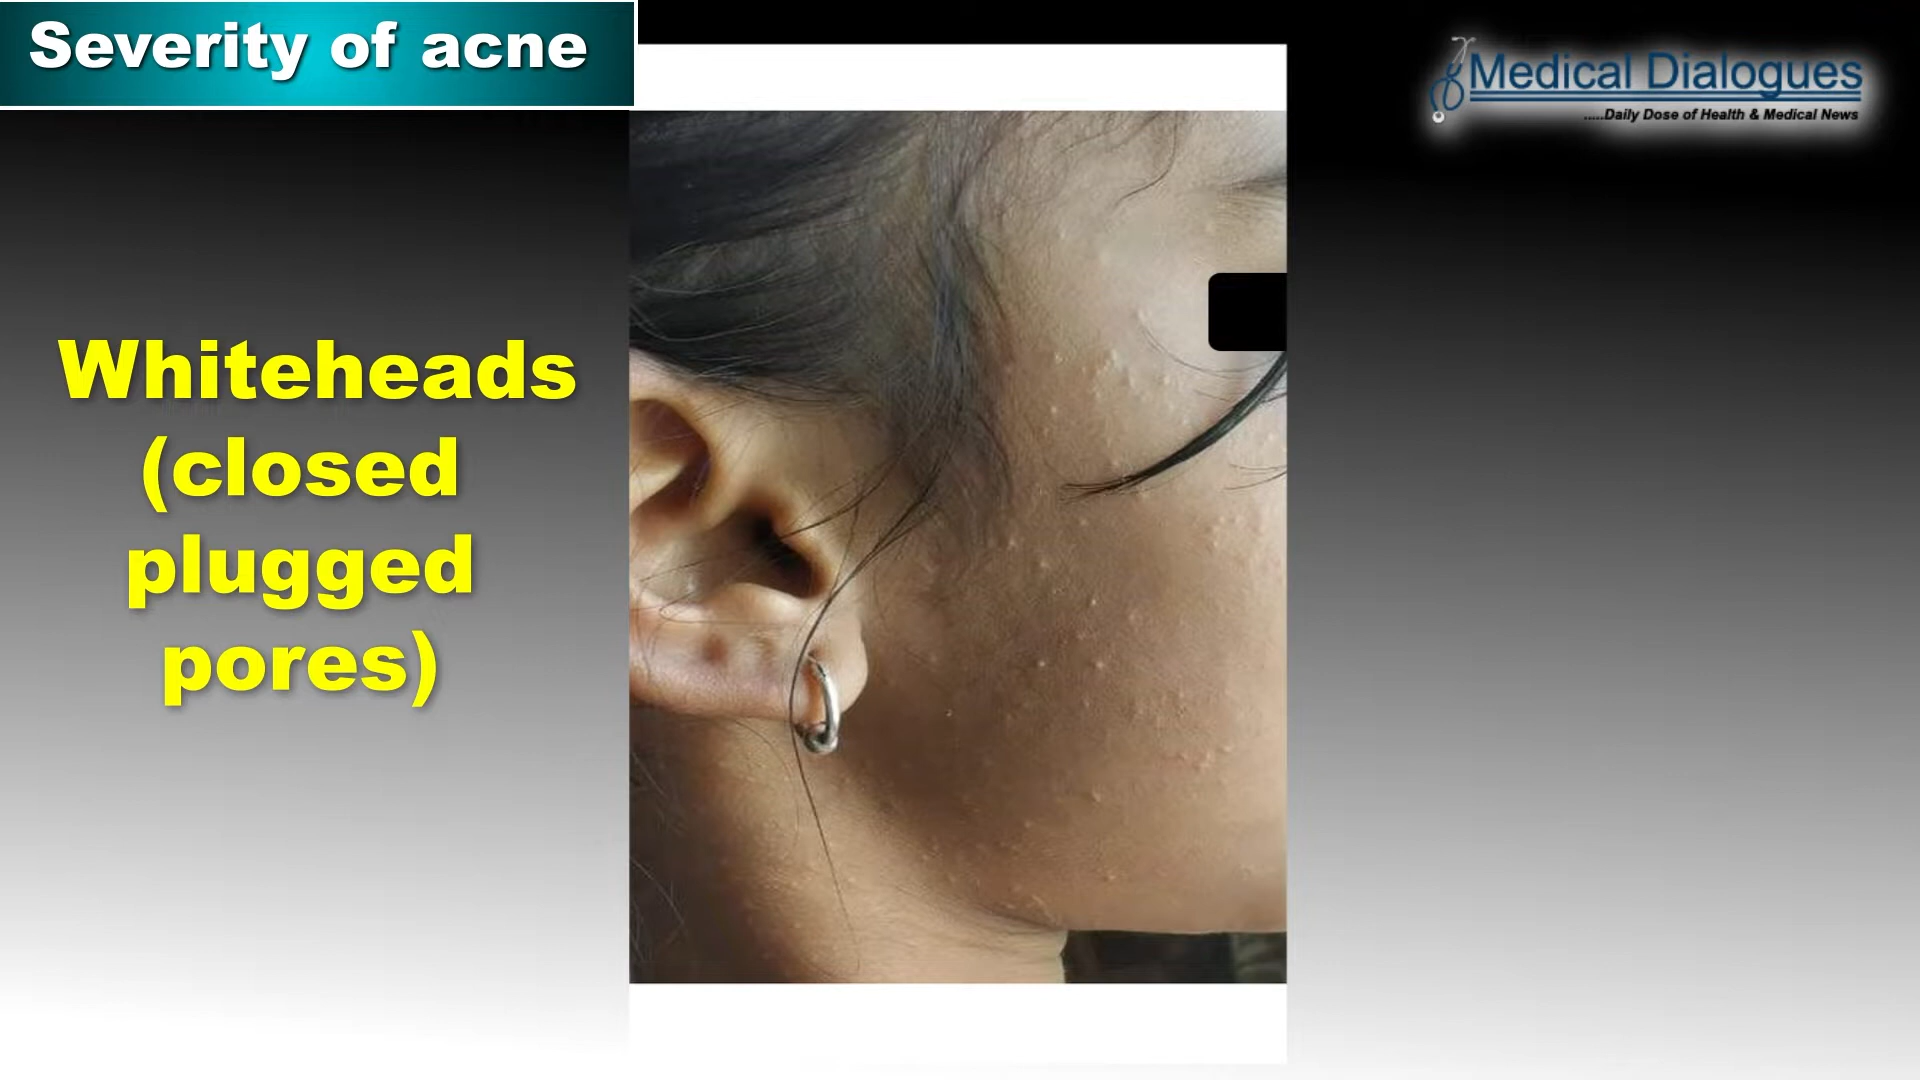 Severity of acne
Medical Dialogues
.....Daily Dose of Health & Medical News
Whiteheads
(closed
plugged
pores)